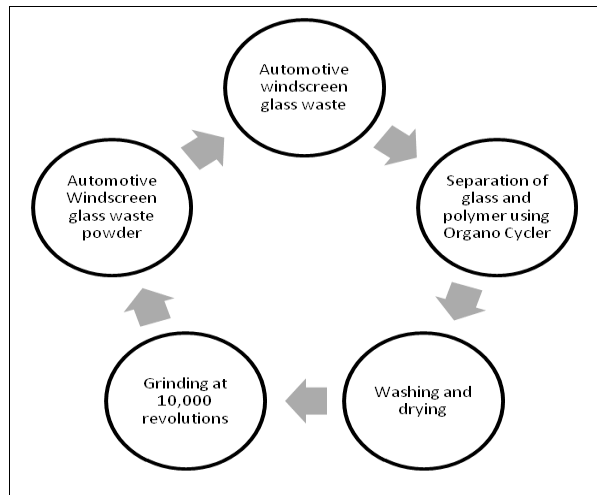 Automotive
windscreen
glass waste
Separation of
glass and
polymer using
Organo Cycler
Washing and
drying
Grinding at
10,000
revolutions
Automotive
Windscreen
glass waste
powder